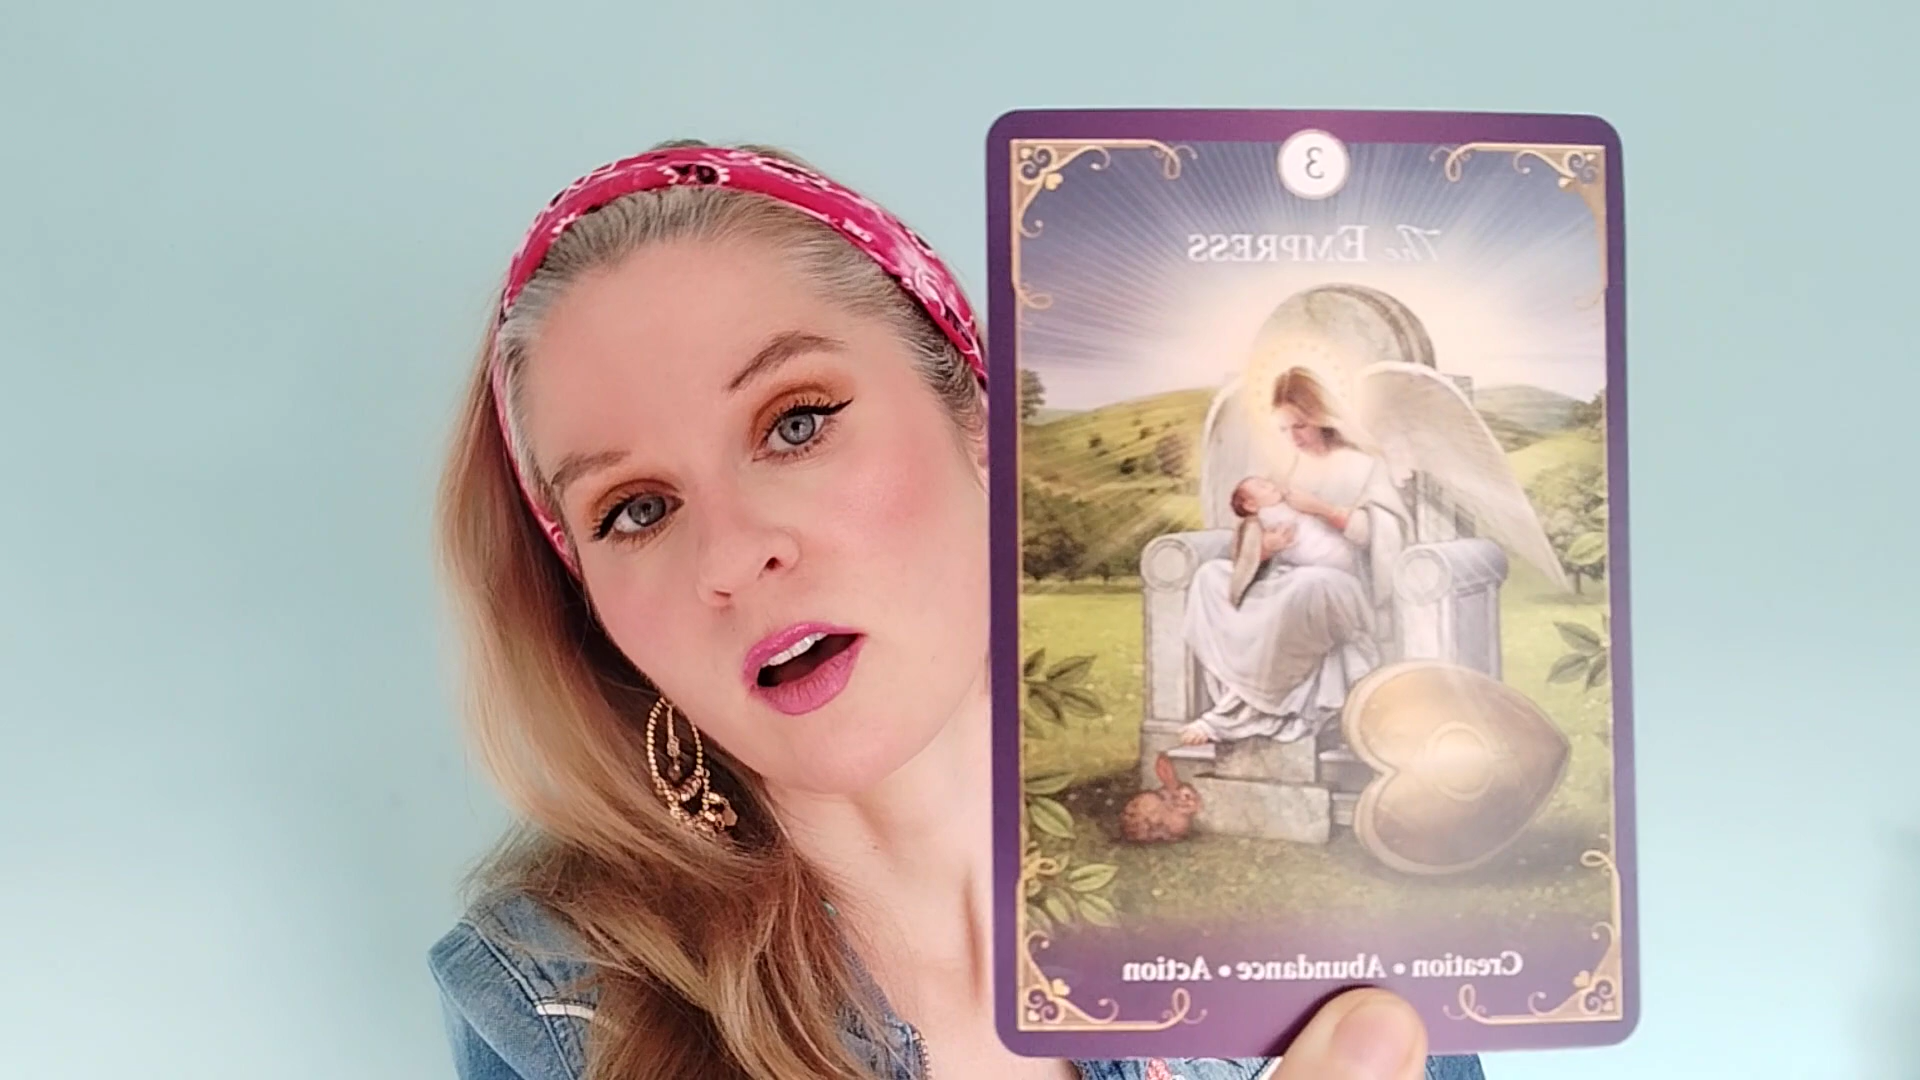 3
The EMPRESS
Creation • Abundance • Action